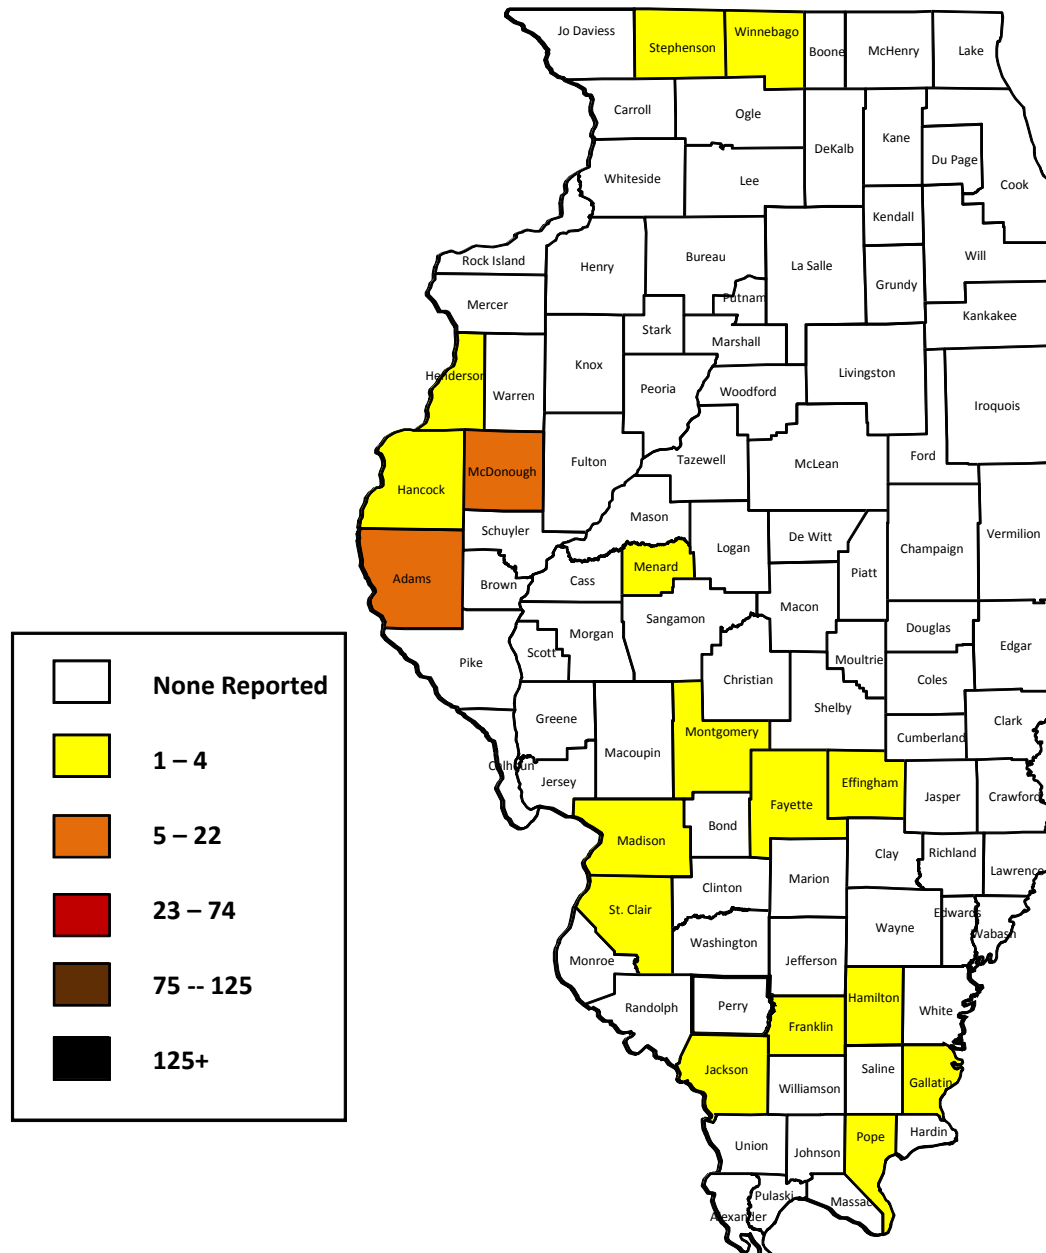 Jo Daviess
Stephenson
Winnebago
Boone
McHenry
Lake
Carroll
Ogle
DeKalb
Kane
Du Page
Cook
Whiteside
Lee
Kendall
Will
Rock Island
Henry
Bureau
La Salle
Grundy
Mercer
Putnam
Kankakee
Stark
Marshall
Henderson
Warren
Knox
Peoria
Woodford
Livingston
Iroquois
Hancock
McDonough
Fulton
Tazewell
McLean
Ford
Schuyler
Mason
Logan
De Witt
Champaign
Vermilion
Adams
Brown
Cass
Menard
Piatt
Macon
Sangamon
Douglas
Edgar
Pike
Scott
Morgan
Christian
Moultrie
Coles
Shelby
Greene
Macoupin
Montgomery
Cumberland
Clark
Calhoun
Jersey
Fayette
Effingham
Jasper
Crawford
Madison
Bond
Clay
Richland
Lawrence
Marion
Clinton
St. Clair
Washington
Wayne
Edwards
Wabash
Monroe
Jefferson
Randolph
Perry
Franklin
Hamilton
White
Jackson
Williamson
Saline
Gallatin
Union
Johnson
Pope
Hardin
Alexander
Pulaski
Massac
None Reported
1 – 4
5 – 22
23 – 74
75 -- 125
125+